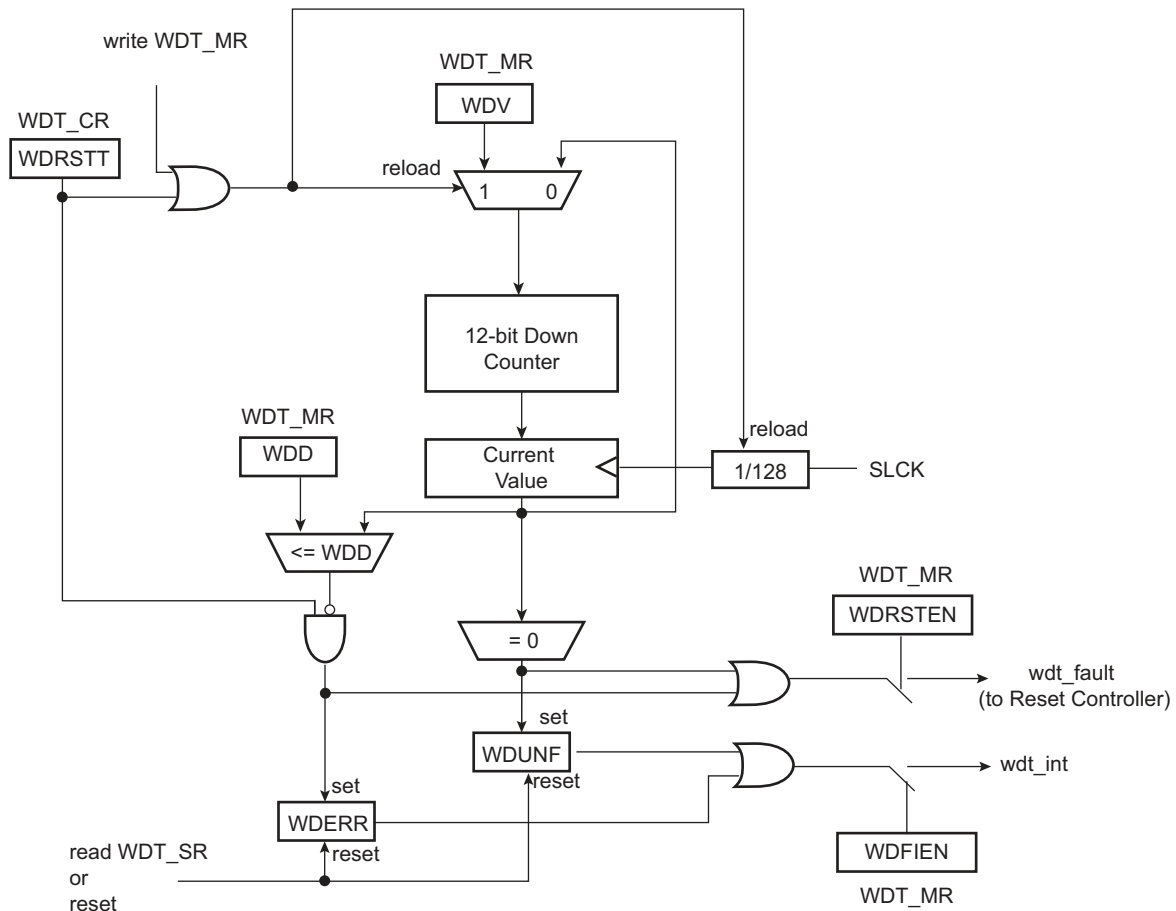 write WDT_MR
WDT_MR
WDV
WDT_CR
WDRSTT
reload
1 0
12-bit Down
Counter
WDT_MR
WDD
reload
Current
Value
1/128
SLCK
<= WDD
WDT_MR
WDRSTEN
= 0
wdt_fault
(to Reset Controller)
set
WDUNF
reset
wdt_int
set
WDERR
reset
read WDT_SR
or
reset
WDFIEN
WDT_MR